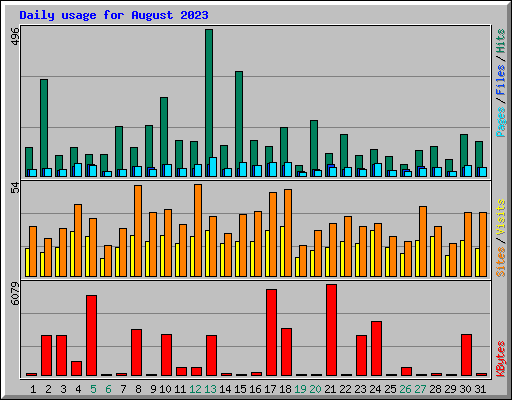 Daily usage for August 2023
496
Pages / Files / Hits
54
Sites / Visits
6079
KBytes
1 2 3 4 5 6 7 8 9 10 11 12 13 14 15 16 17 18 19 20 21 22 23 24 25 26 27 28 29 30 31